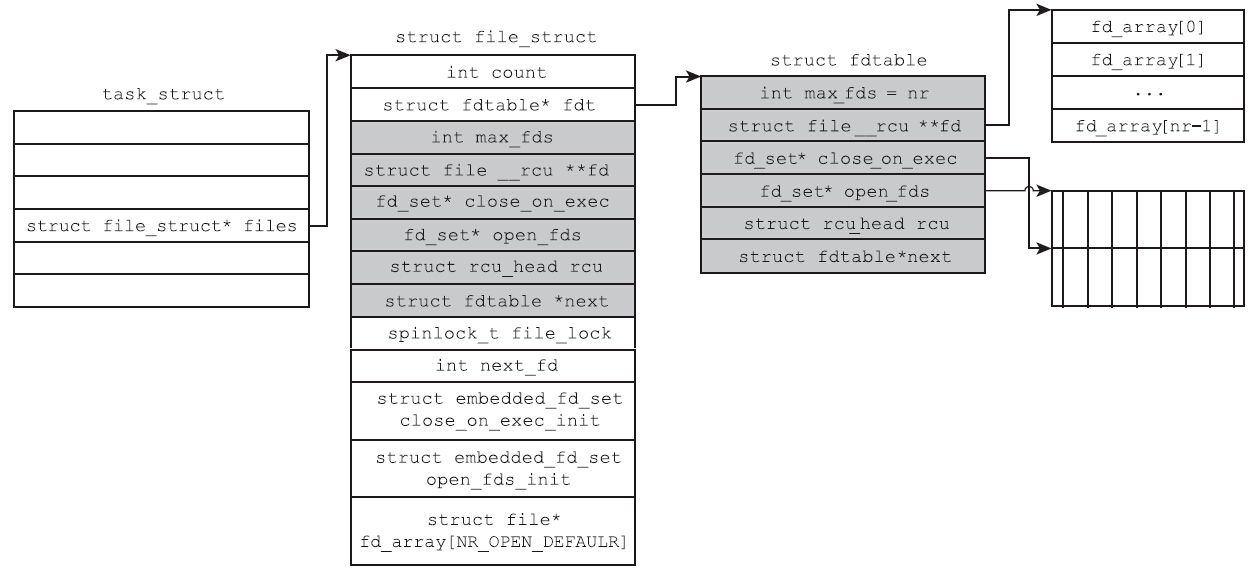 task_struct
struct file_struct* files
struct file_struct
int count
struct fdtable* fdt
int max_fds
struct file __rcu **fd
fd_set* close_on_exec
fd_set* open_fds
struct rcu_head rcu
struct fdtable *next
spinlock_t file_lock
int next_fd
struct embedded_fd_set
close_on_exec_init
struct embedded_fd_set
open_fds_init
struct file*
fd_array[NR_OPEN_DEFAULR]
struct fdtable
int max_fds = nr
struct file __rcu **fd
fd_set* close_on_exec
fd_set* open_fds
struct rcu_head rcu
struct fdtable*next
fd_array[0]
fd_array[1]
...
fd_array[nr-1]